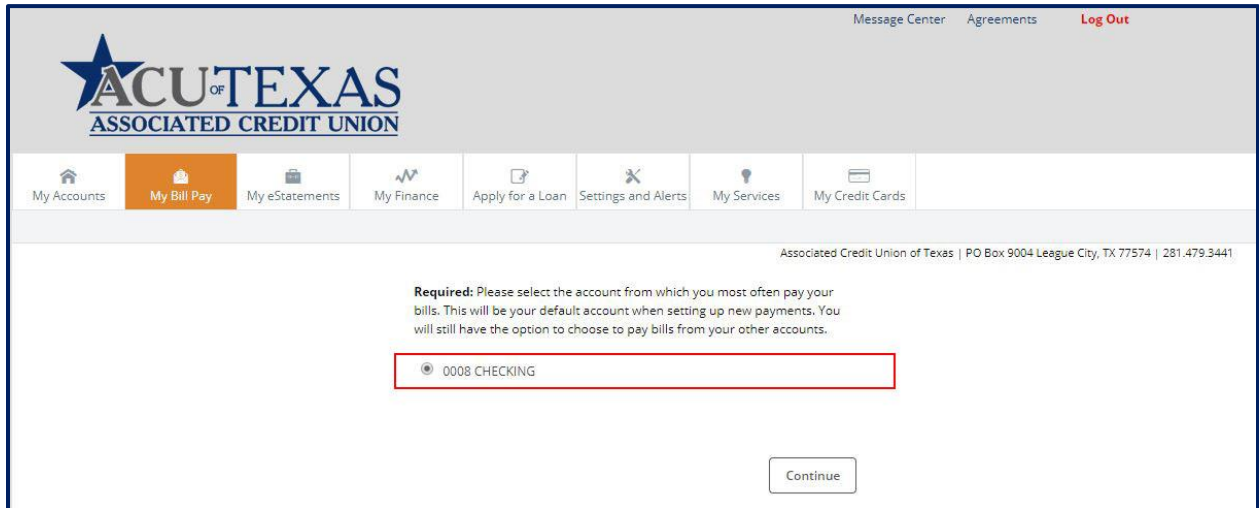 Message Center Agreements Log Out
ACU OF TEXAS
ASSOCIATED CREDIT UNION
My Accounts My Bill Pay My eStatements My Finance Apply for a Loan Settings and Alerts My Services My Credit Cards
Associated Credit Union of Texas | PO Box 9004 League City, TX 77574 | 281.479.3441
Required: Please select the account from which you most often pay your
bills. This will be your default account when setting up new payments. You
will still have the option to choose to pay bills from your other accounts.
0008 CHECKING
Continue